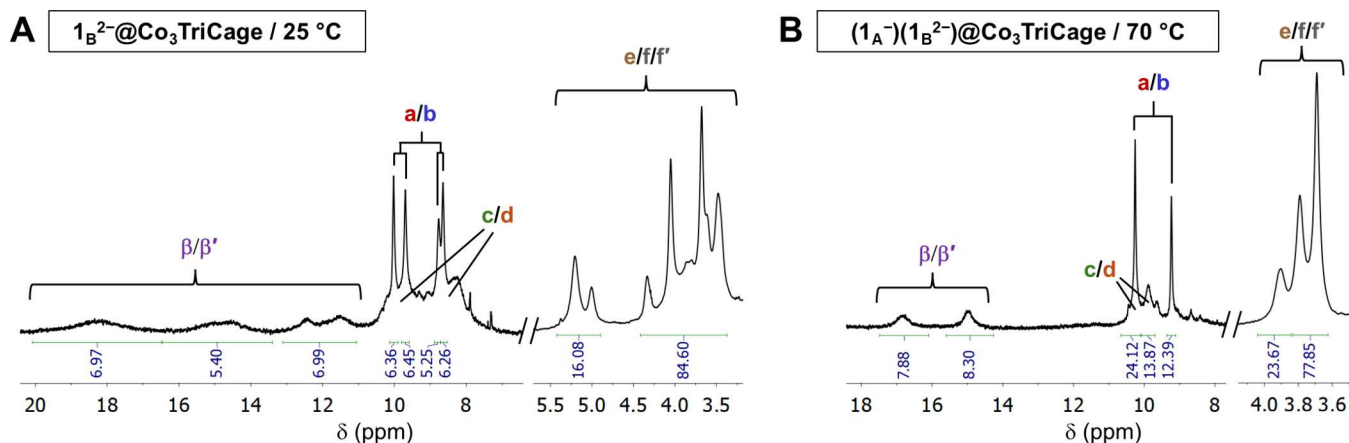 A
1B2−@Co3TriCage / 25 °C
e/f/f′
a/b
c/d
β/β′
6.97
5.40
6.99
6.36
6.45
5.25
6.26
16.08
84.60
20 18 16 14 12 10 8 5.5 5.0 4.5 4.0 3.5
δ (ppm)
B
(1A−)(1B2−)@Co3TriCage / 70 °C
e/f/f′
a/b
c/d
β/β′
7.88
8.30
24.12
13.87
12.39
23.67
77.85
18 16 14 12 10 8 4.0 3.8 3.6
δ (ppm)